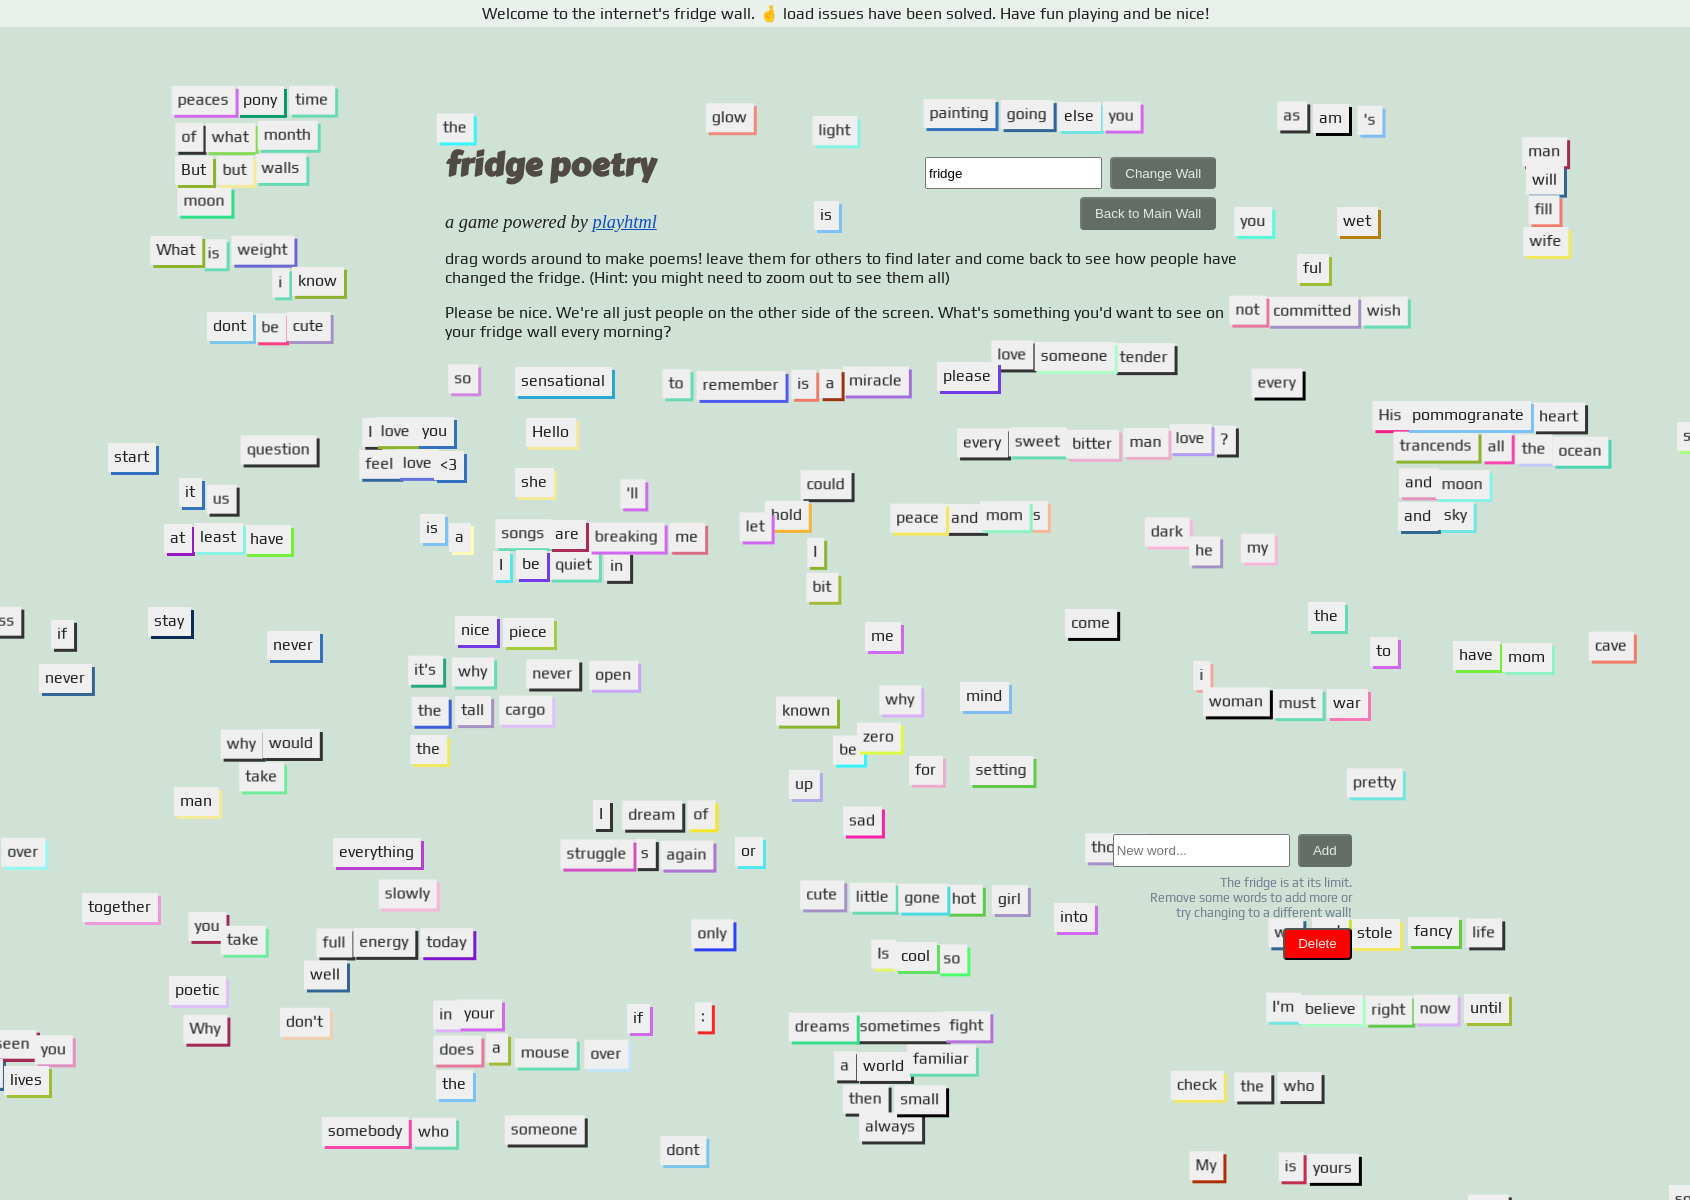 Welcome to the internet's fridge wall. 🤞 load issues have been solved. Have fun playing and be nice!
peaces pony time
of what month
But but walls
moon
the
glow
light
painting going else you
as am 's
fridge poetry
fridge
Change Wall
Back to Main Wall
a game powered by playhtml
is
man
will
fill
wife
you
wet
What is weight
i know
drag words around to make poems! leave them for others to find later and come back to see how people have
changed the fridge. (Hint: you might need to zoom out to see them all)
ful
Please be nice. We're all just people on the other side of the screen. What's something you'd want to see on
your fridge wall every morning?
not committed wish
dont be cute
love someone tender
please
so
sensational
to remember is a miracle
every
I love you
feel love <3
Hello
every sweet bitter man love ?
His pommogranate heart
trancends all the ocean
and moon
and sky
start
question
it us
at least have
she
'll
could
hold
let
I
bit
is a
songs are breaking me
I be quiet in
peace and mom s
dark
he
my
ss
if
stay
never
never
nice piece
it's why never open
the tall cargo
the
me
come
the
to
have mom
cave
i
woman must war
known
why
mind
be
zero
for
setting
up
sad
why would
take
man
pretty
I dream of
struggle s again
or
over
everything
slowly
New word...
Add
The fridge is at its limit.
Remove some words to add more or
try changing to a different wall!
Delete
stole fancy life
together
you
take
cute little gone hot girl
into
only
full energy today
well
Is cool so
poetic
Why
don't
in your
does a mouse over
the
if
:
I'm believe right now until
dreams sometimes fight
a world familiar
then small
always
seen you
lives
check the who
somebody who
someone
dont
My
is yours